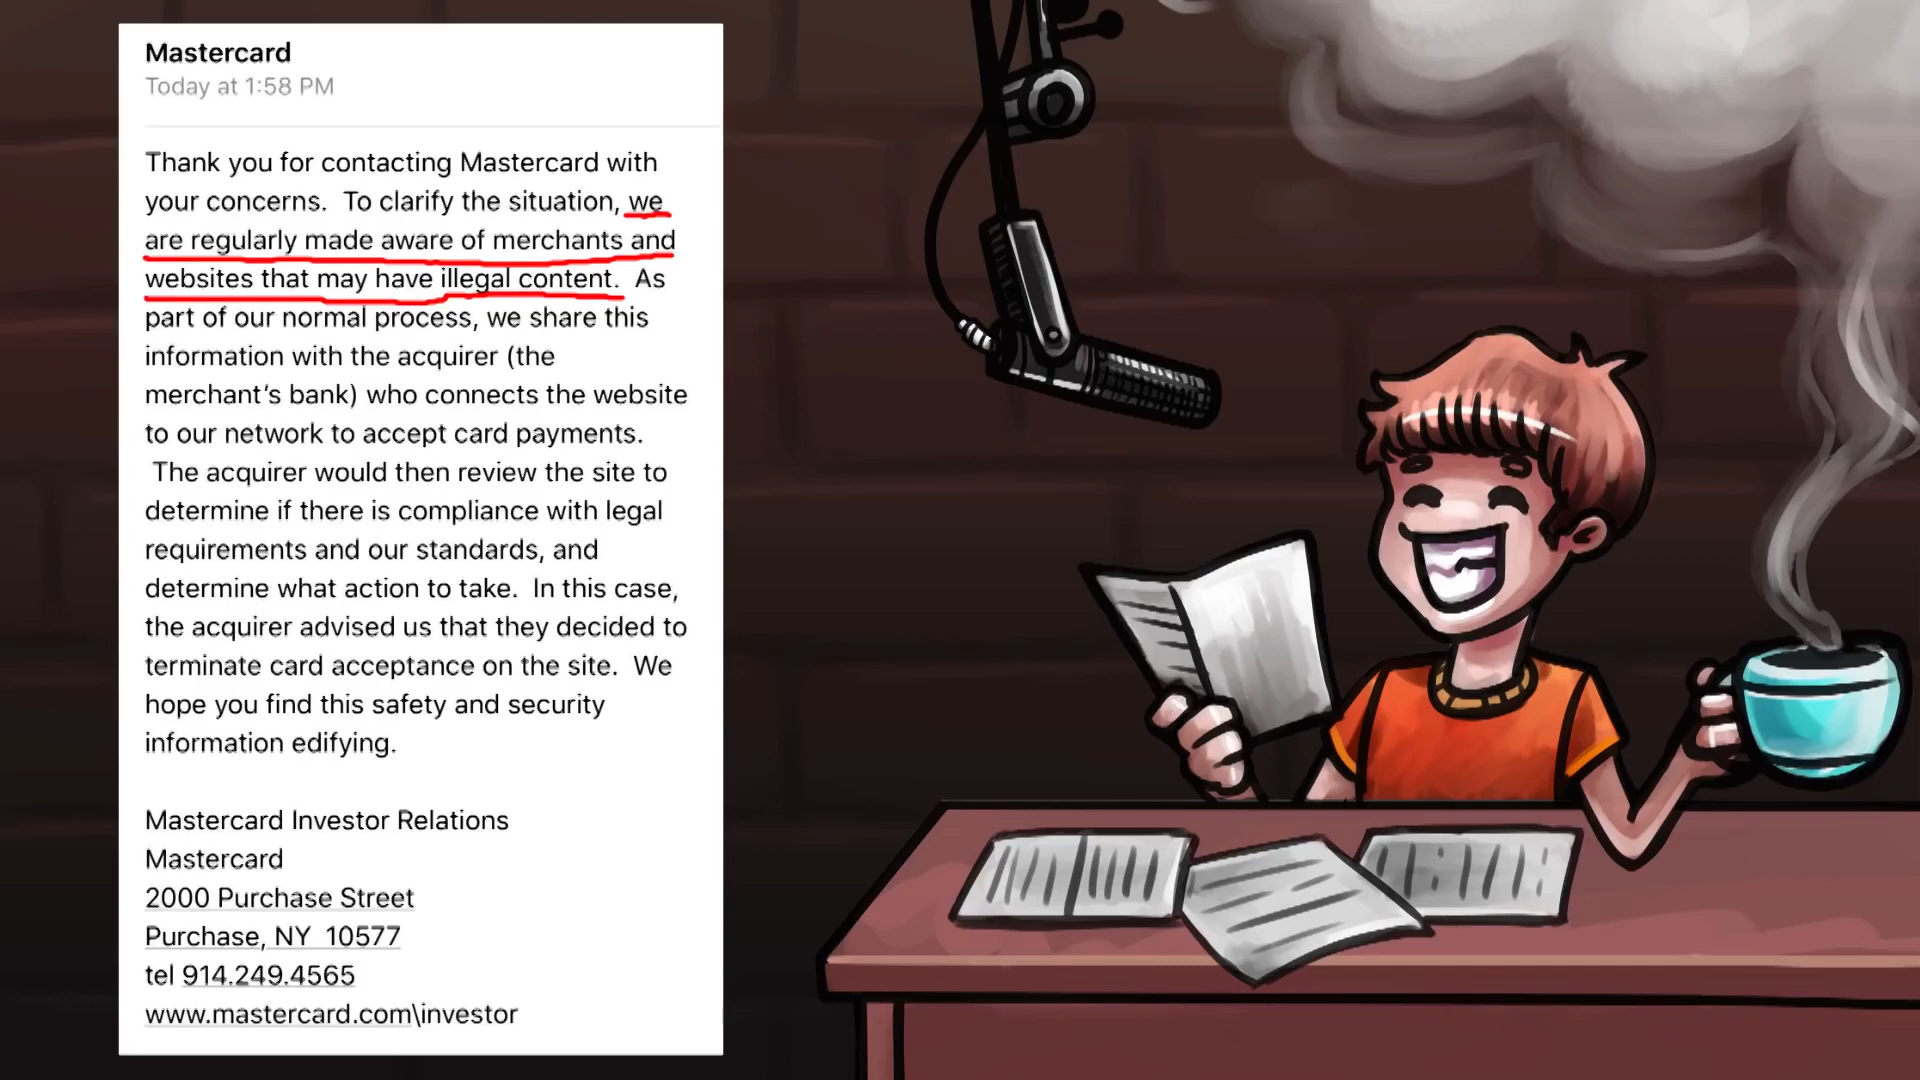 Mastercard
Today at 1:58 PM
Thank you for contacting Mastercard with
your concerns.  To clarify the situation, we
are regularly made aware of merchants and
websites that may have illegal content.  As
part of our normal process, we share this
information with the acquirer (the
merchant's bank) who connects the website
to our network to accept card payments.
The acquirer would then review the site to
determine if there is compliance with legal
requirements and our standards, and
determine what action to take.  In this case,
the acquirer advised us that they decided to
terminate card acceptance on the site.  We
hope you find this safety and security
information edifying.
Mastercard Investor Relations
Mastercard
2000 Purchase Street
Purchase, NY  10577
tel 914.249.4565
www.mastercard.com\investor